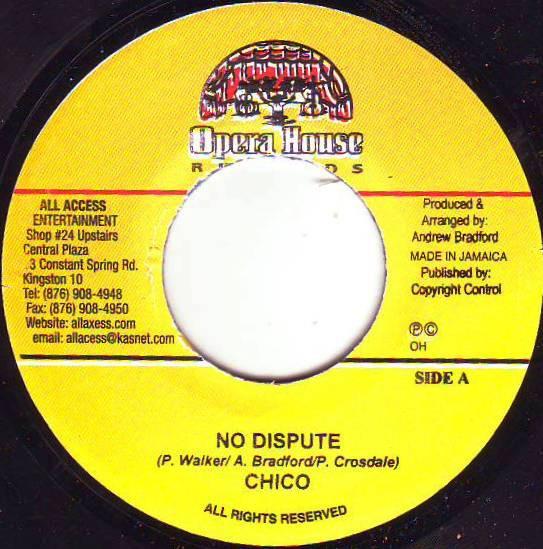 Opera House
ALL ACCESS
ENTERTAINMENT
Shop #24 Upstairs
Central Plaza
3 Constant Spring Rd.
Kingston 10
Tel: (876) 908-4948
Fax: (876) 908-4950
Website: allaxess.com
email: allacess@kasnet.com
Produced &
Arranged by:
Andrew Bradford
MADE IN JAMAICA
Published by:
Copyright Control
℗©
OH
SIDE A
NO DISPUTE
(P. Walker/ A. Bradford/P. Crosdale)
CHICO
ALL RIGHTS RESERVED